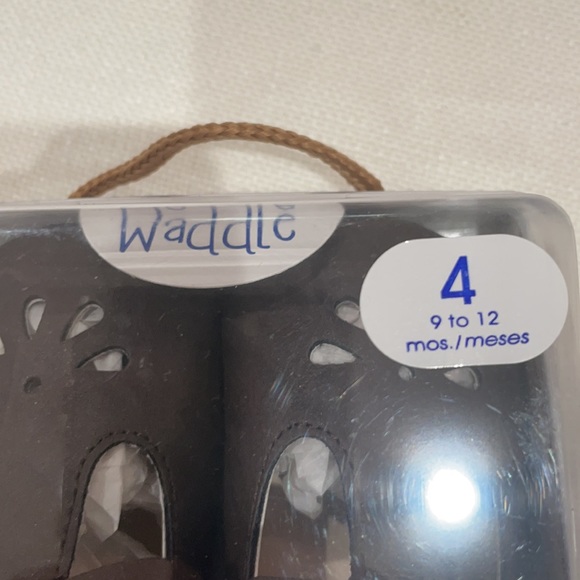 Waddle
4
9 to 12
mos./meses